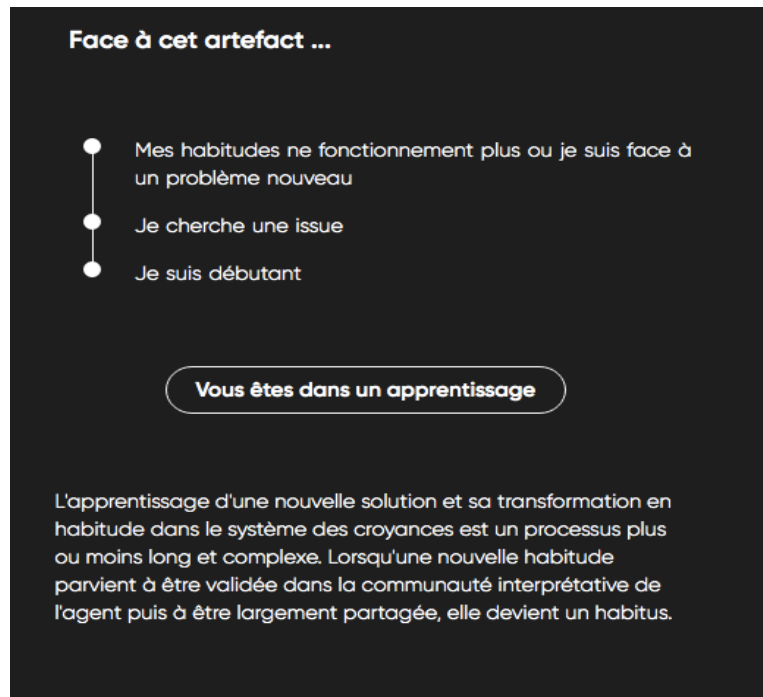 Face à cet artefact ...
Mes habitudes ne fonctionnement plus ou je suis face à
un problème nouveau
Je cherche une issue
Je suis débutant
Vous êtes dans un apprentissage
L'apprentissage d'une nouvelle solution et sa transformation en
habitude dans le système des croyances est un processus plus
ou moins long et complexe. Lorsqu'une nouvelle habitude
parvient à être validée dans la communauté interprétative de
l'agent puis à être largement partagée, elle devient un habitus.